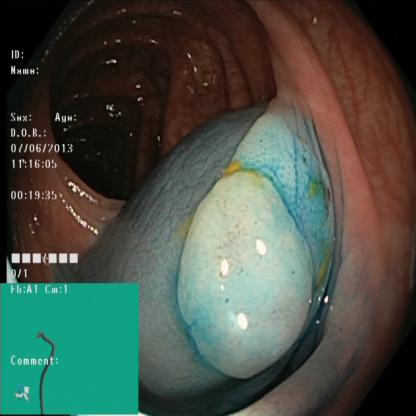 ID:
Name:
Sex: Age:
D.O.B.:
07/06/2013
11:16:05
00:19:35
0/1
Eh:A1 Cm:1
Comment: